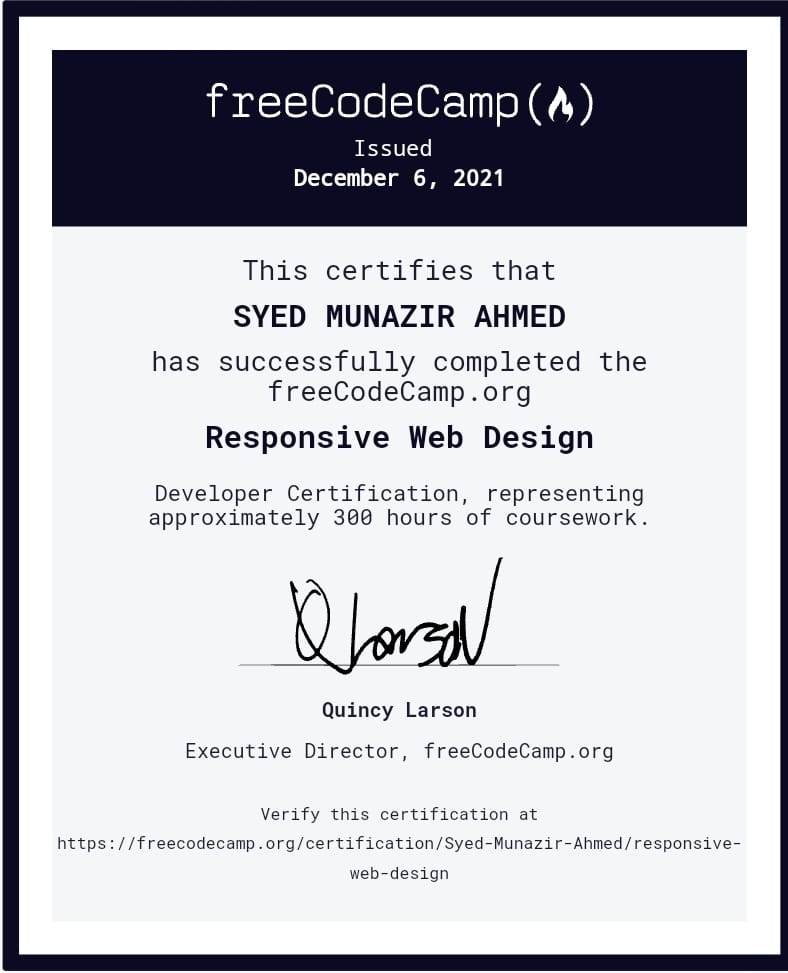 freeCodeCamp(🔥)
Issued
December 6, 2021
This certifies that
SYED MUNAZIR AHMED
has successfully completed the
freeCodeCamp.org
Responsive Web Design
Developer Certification, representing
approximately 300 hours of coursework.
Q Larson
Quincy Larson
Executive Director, freeCodeCamp.org
Verify this certification at
https://freecodecamp.org/certification/Syed-Munazir-Ahmed/responsive-
web-design